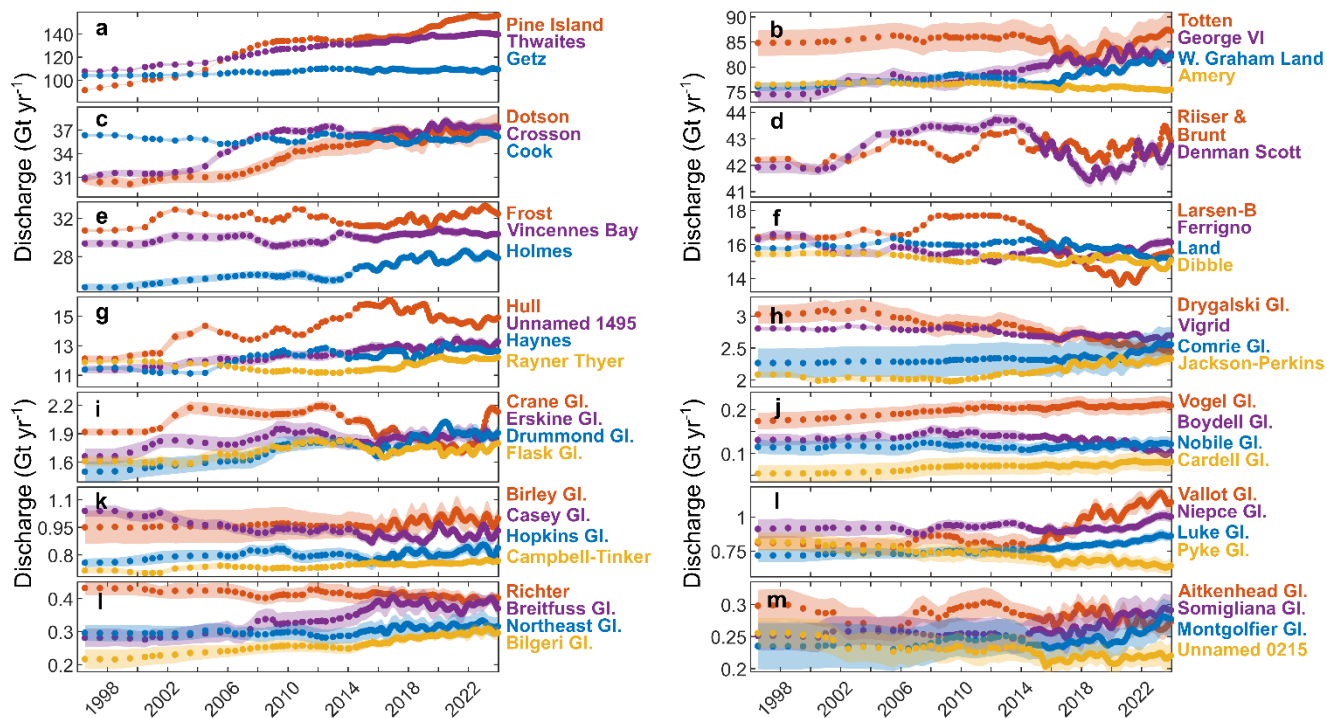 a
140
120
100
Pine Island
Thwaites
Getz
b
90
85
80
75
Totten
George VI
W. Graham Land
Amery
Discharge (Gt yr-1)
c
37
34
31
Dotson
Crosson
Cook
Discharge (Gt yr-1)
d
44
43
42
41
Riiser &
Brunt
Denman Scott
e
32
28
Frost
Vincennes Bay
Holmes
f
18
16
14
Larsen-B
Ferrigno
Land
Dibble
g
15
13
11
Hull
Unnamed 1495
Haynes
Rayner Thyer
h
3
2.5
2
Drygalski Gl.
Vigrid
Comrie Gl.
Jackson-Perkins
Discharge (Gt yr-1)
i
2.2
1.9
1.6
Crane Gl.
Erskine Gl.
Drummond Gl.
Flask Gl.
Discharge (Gt yr-1)
j
0.2
0.1
Vogel Gl.
Boydell Gl.
Nobile Gl.
Cardell Gl.
k
1.1
0.95
0.8
Birley Gl.
Casey Gl.
Hopkins Gl.
Campbell-Tinker
l
1
0.75
Vallot Gl.
Niepce Gl.
Luke Gl.
Pyke Gl.
l
0.4
0.3
0.2
Richter
Breitfuss Gl.
Northeast Gl.
Bilgeri Gl.
m
0.3
0.25
0.2
Aitkenhead Gl.
Somigliana Gl.
Montgolfier Gl.
Unnamed 0215
1998 2002 2006 2010 2014 2018 2022
1998 2002 2006 2010 2014 2018 2022